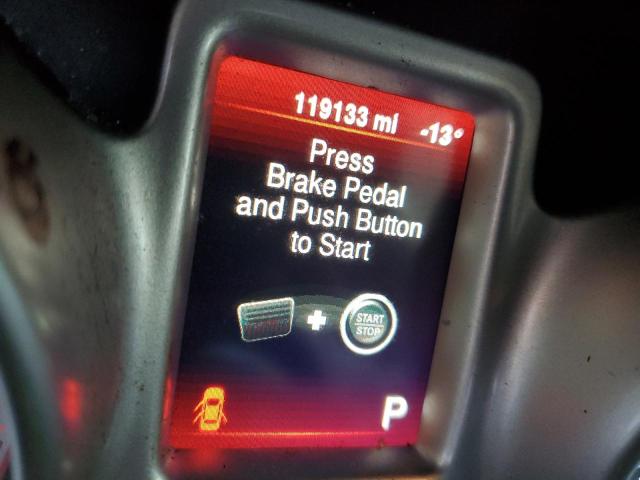 119133 mi -13°
Press
Brake Pedal
and Push Button
to Start
START
STOP
P